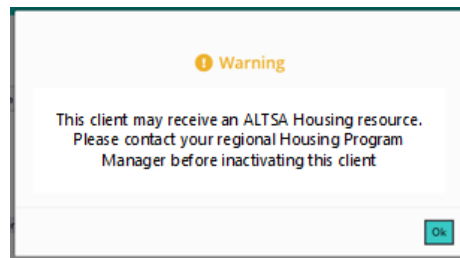 Warning
This client may receive an ALTSA Housing resource.
Please contact your regional Housing Program
Manager before inactivating this client
Ok